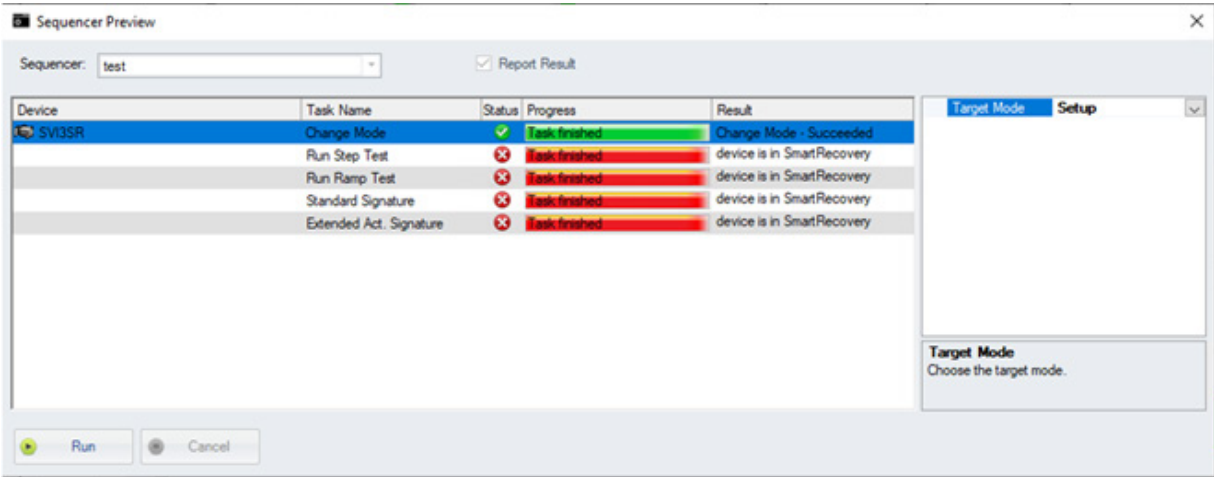 Sequencer Preview
Sequencer: test Report Result
Device Task Name Status Progress Result
SVI3SR Change Mode Task finished Change Mode - Succeeded
Run Step Test Task finished device is in SmartRecovery
Run Ramp Test Task finished device is in SmartRecovery
Standard Signature Task finished device is in SmartRecovery
Extended Act. Signature Task finished device is in SmartRecovery
Target Mode Setup
Target Mode
Choose the target mode.
Run Cancel